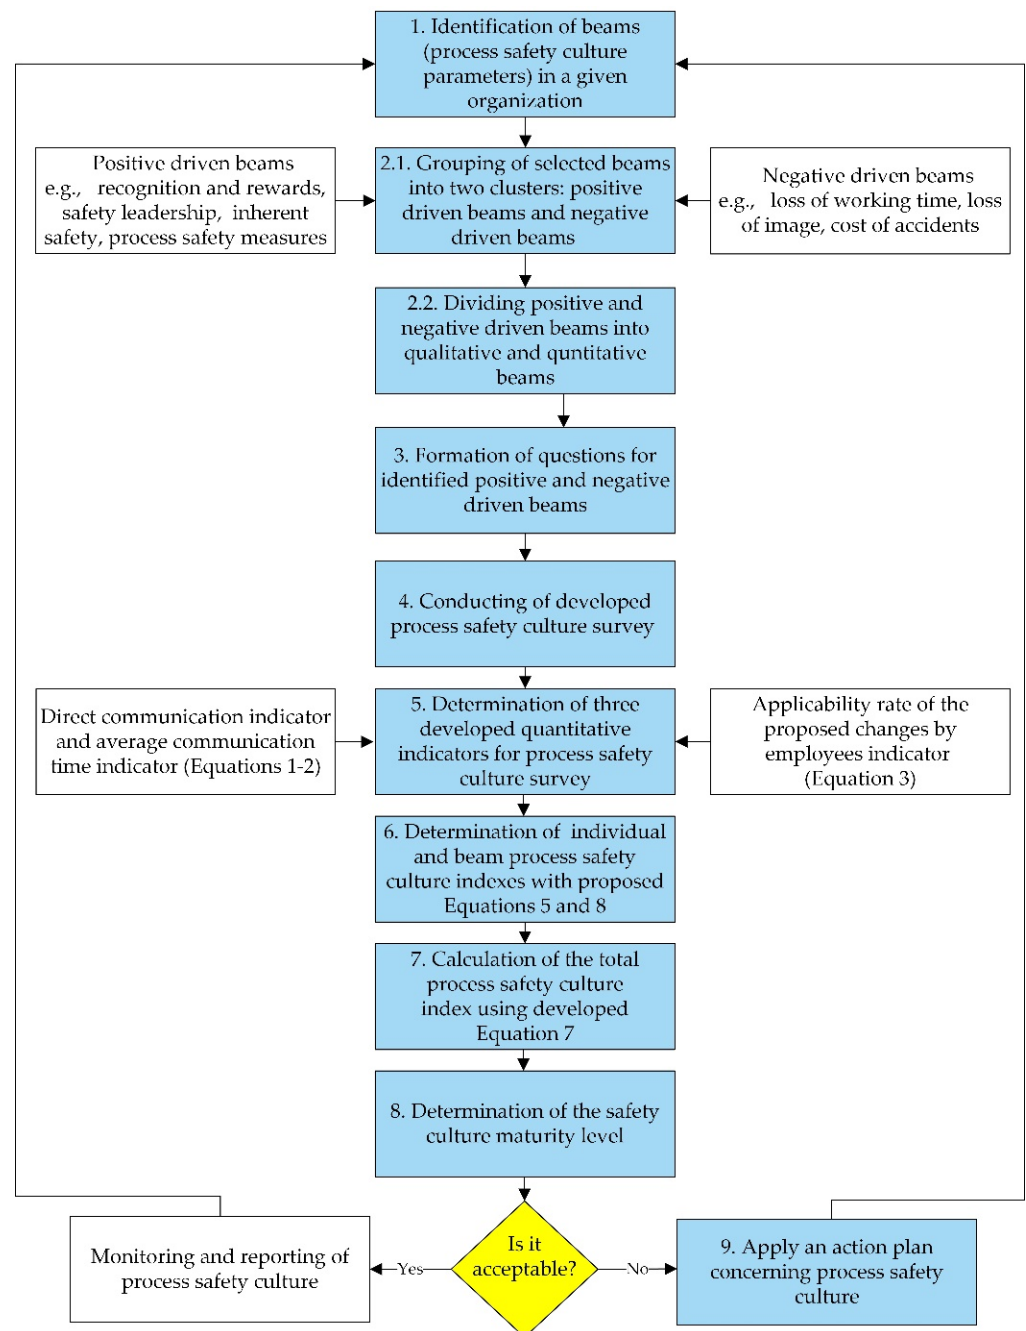 1. Identification of beams
(process safety culture
parameters) in a given
organization
Positive driven beams
e.g., recognition and rewards,
safety leadership, inherent
safety, process safety measures
2.1. Grouping of selected beams
into two clusters: positive
driven beams and negative
driven beams
Negative driven beams
e.g., loss of working time, loss
of image, cost of accidents
2.2. Dividing positive and
negative driven beams into
qualitative and quntitative
beams
3. Formation of questions for
identified positive and negative
driven beams
4. Conducting of developed
process safety culture survey
Direct communication indicator
and average communication
time indicator (Equations 1-2)
5. Determination of three
developed quantitative
indicators for process safety
culture survey
Applicability rate of the
proposed changes by
employees indicator
(Equation 3)
6. Determination of individual
and beam process safety
culture indexes with proposed
Equations 5 and 8
7. Calculation of the total
process safety culture
index using developed
Equation 7
8. Determination of the safety
culture maturity level
Monitoring and reporting of
process safety culture
Yes
Is it
acceptable?
No
9. Apply an action plan
concerning process safety
culture